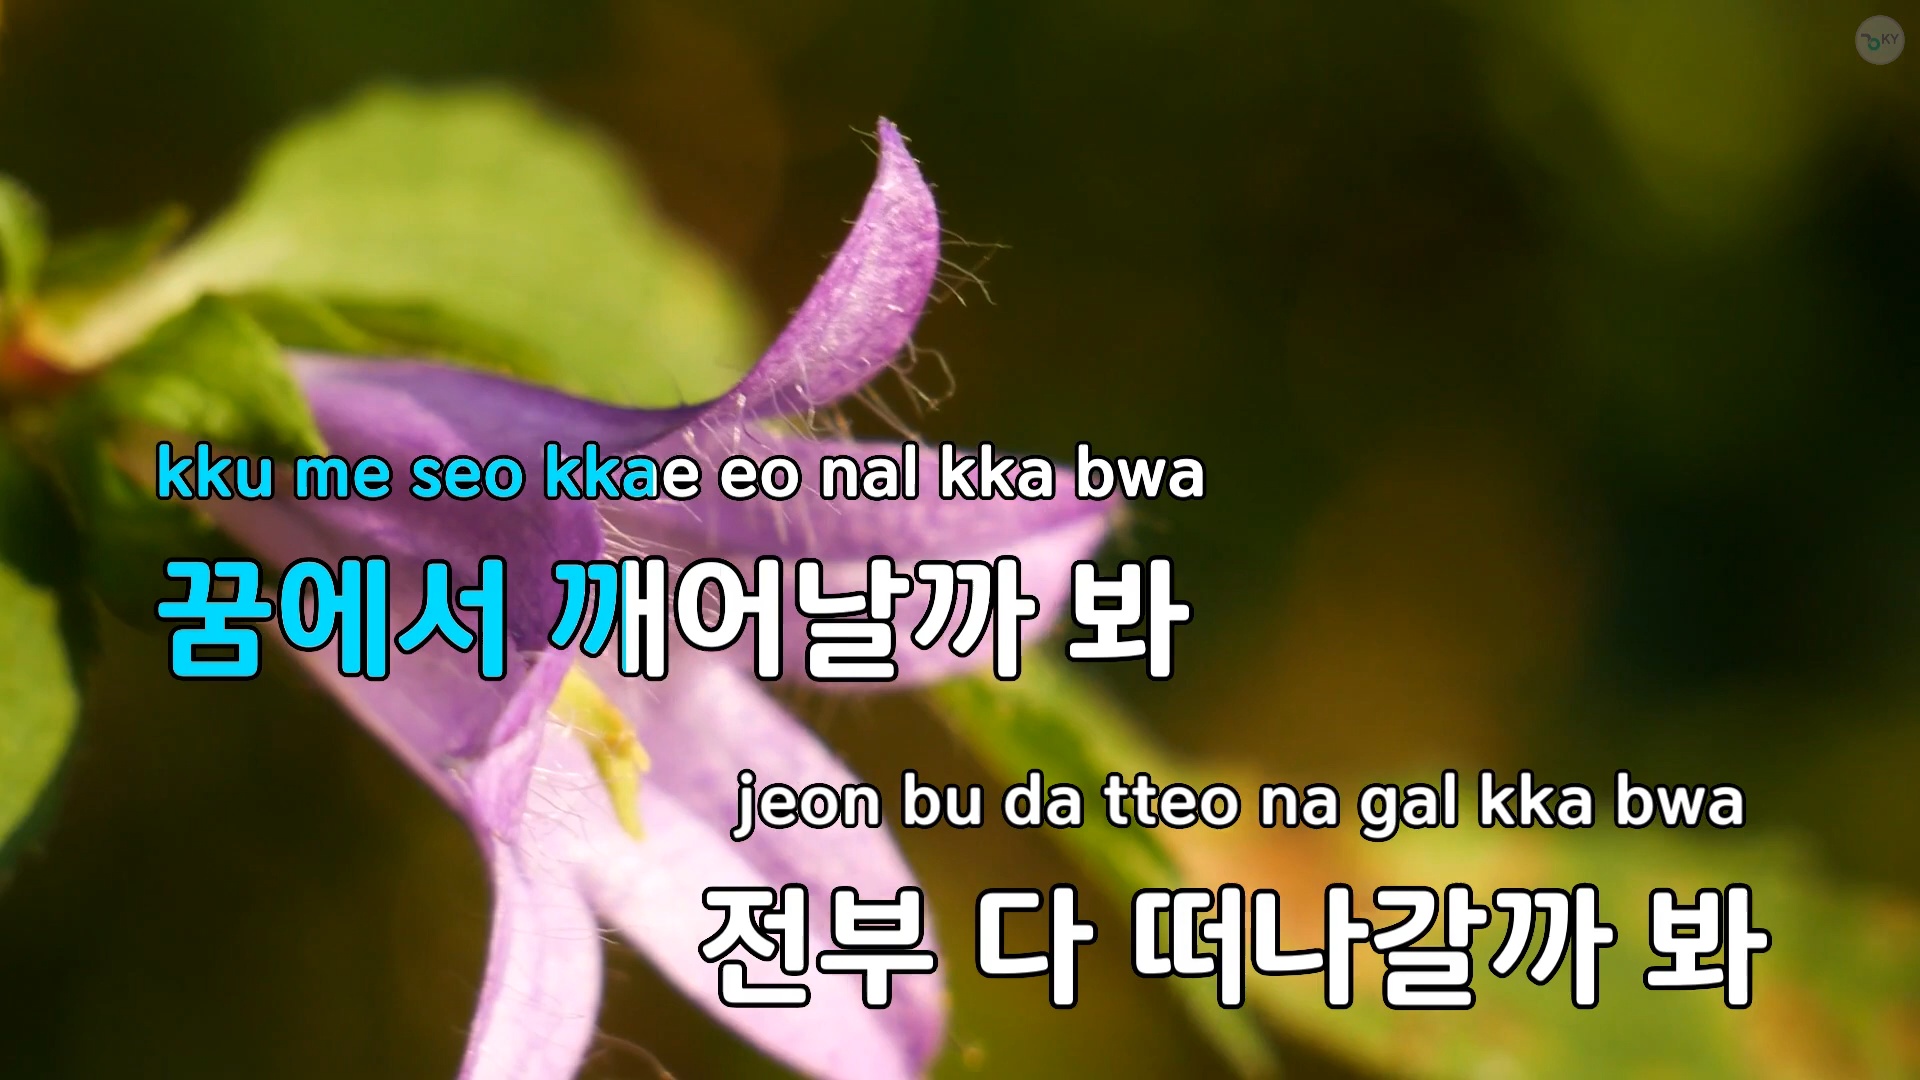 KY
kku me seo kkae eo nal kka bwa
꿈에서 깨어날까 봐
jeon bu da tteo na gal kka bwa
전부 다 떠나갈까 봐